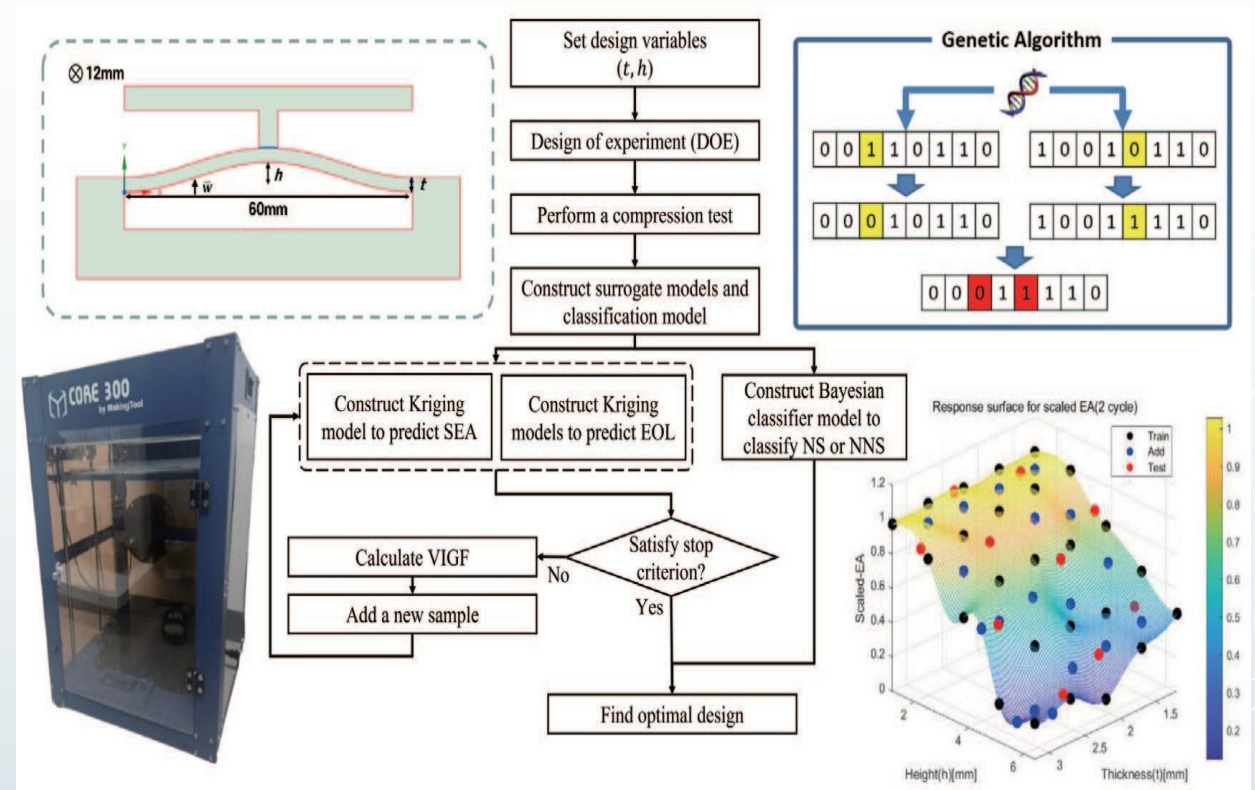 ⊗ 12mm
h
t
w̄
60mm
Set design variables
(t, h)
Design of experiment (DOE)
Perform a compression test
Construct surrogate models and
classification model
Construct Kriging
model to predict SEA
Construct Kriging
models to predict EOL
Construct Bayesian
classifier model to
classify NS or NNS
Satisfy stop
criterion?
No
Yes
Calculate VIGF
Add a new sample
Find optimal design
Genetic Algorithm
0 0 1 1 0 1 1 0
1 0 0 1 0 1 1 0
0 0 0 1 0 1 1 0
1 0 0 1 1 1 1 0
0 0 0 1 1 1 1 0
CORE 300
by MakingTool
Response surface for scaled EA(2 cycle)
Train
Add
Test
Scaled-EA
1.2
1
0.8
0.6
0.4
0.2
0
2
4
6
Height(h)[mm]
3
2.5
2
1.5
Thickness(t)[mm]
1
0.9
0.8
0.7
0.6
0.5
0.4
0.3
0.2